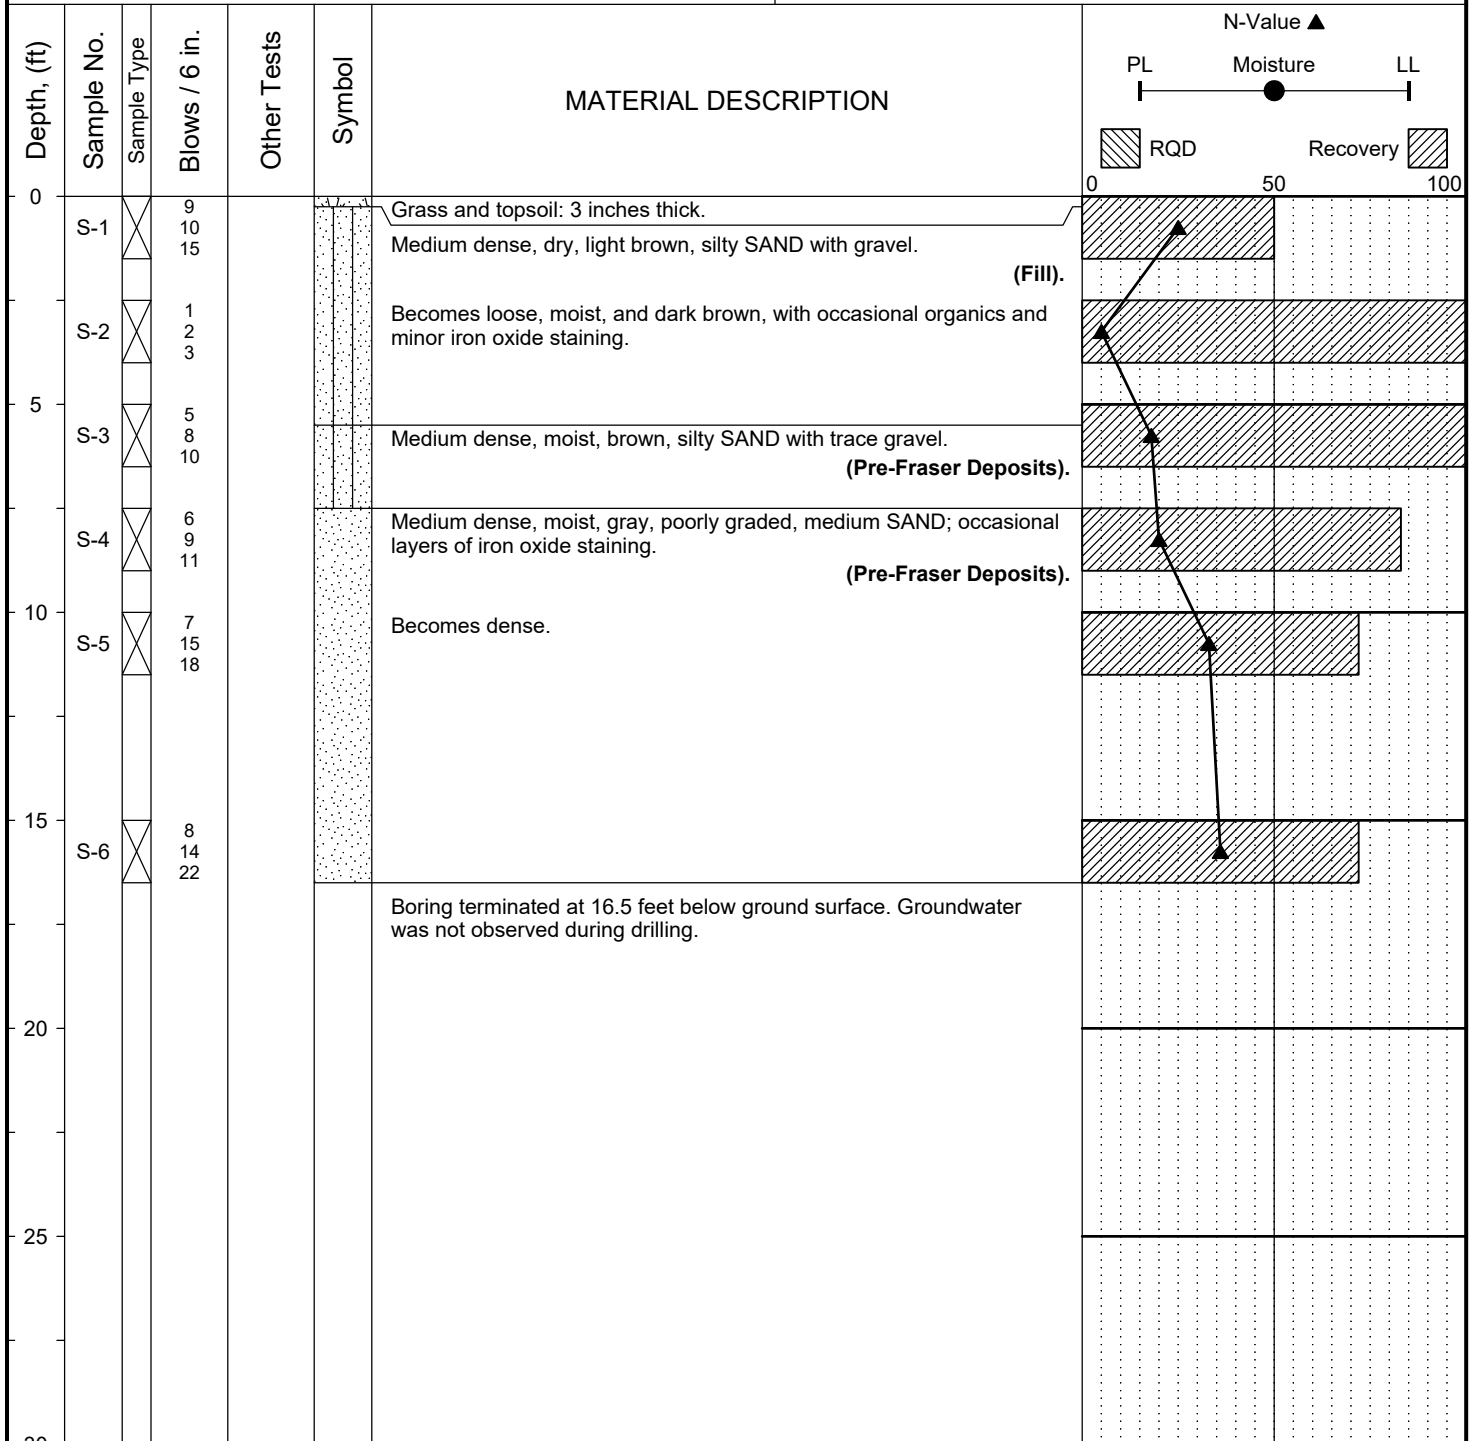 Depth, (ft)
Sample No.
Sample Type
Blows / 6 in.
Other Tests
Symbol
MATERIAL DESCRIPTION
N-Value ▲
PL Moisture LL
RQD Recovery
0 50 100
0
S-1
9
10
15
Grass and topsoil: 3 inches thick.
Medium dense, dry, light brown, silty SAND with gravel.
(Fill).
S-2
1
2
3
Becomes loose, moist, and dark brown, with occasional organics and
minor iron oxide staining.
5
S-3
5
8
10
Medium dense, moist, brown, silty SAND with trace gravel.
(Pre-Fraser Deposits).
S-4
6
9
11
Medium dense, moist, gray, poorly graded, medium SAND; occasional
layers of iron oxide staining.
(Pre-Fraser Deposits).
10
S-5
7
15
18
Becomes dense.
15
S-6
8
14
22
Boring terminated at 16.5 feet below ground surface. Groundwater
was not observed during drilling.
20
25